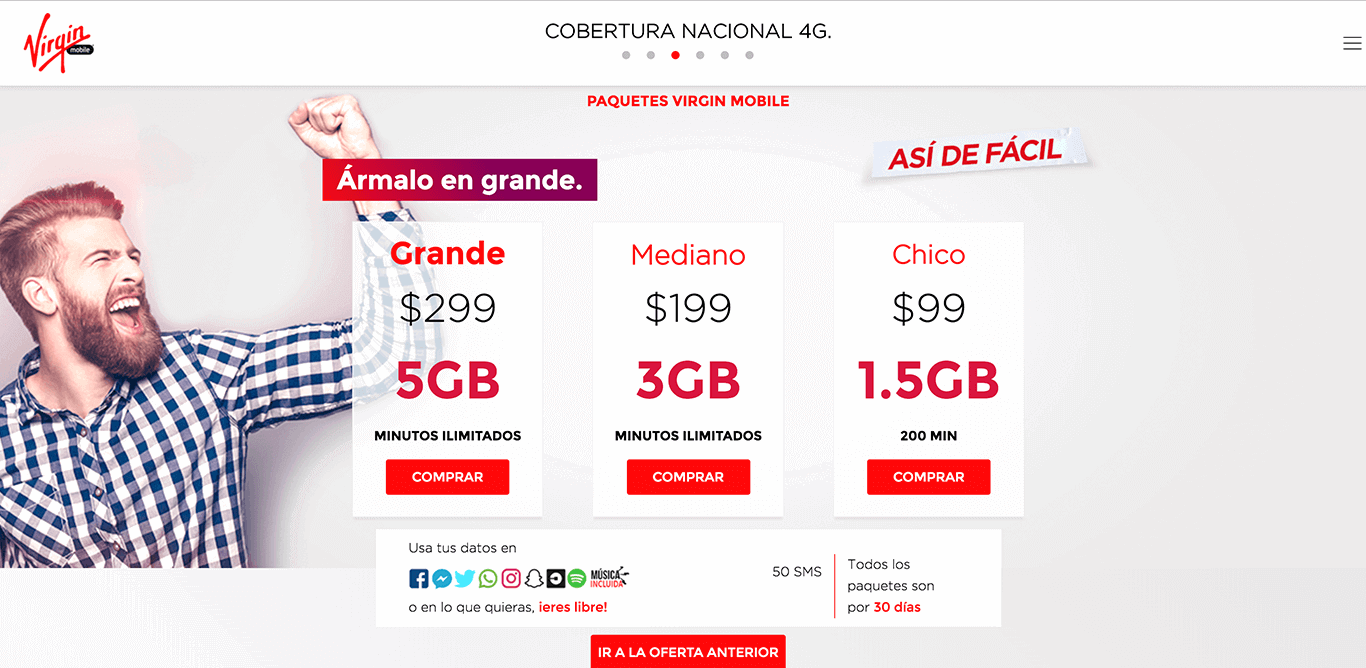 Virgin
mobile
COBERTURA NACIONAL 4G.
PAQUETES VIRGIN MOBILE
ASÍ DE FÁCIL
Ármalo en grande.
Grande
$299
5GB
MINUTOS ILIMITADOS
COMPRAR
Mediano
$199
3GB
MINUTOS ILIMITADOS
COMPRAR
Chico
$99
1.5GB
200 MIN
COMPRAR
Usa tus datos en
MÚSICA
INCLUIDA
o en lo que quieras, ¡eres libre!
50 SMS
Todos los
paquetes son
por 30 días
IR A LA OFERTA ANTERIOR